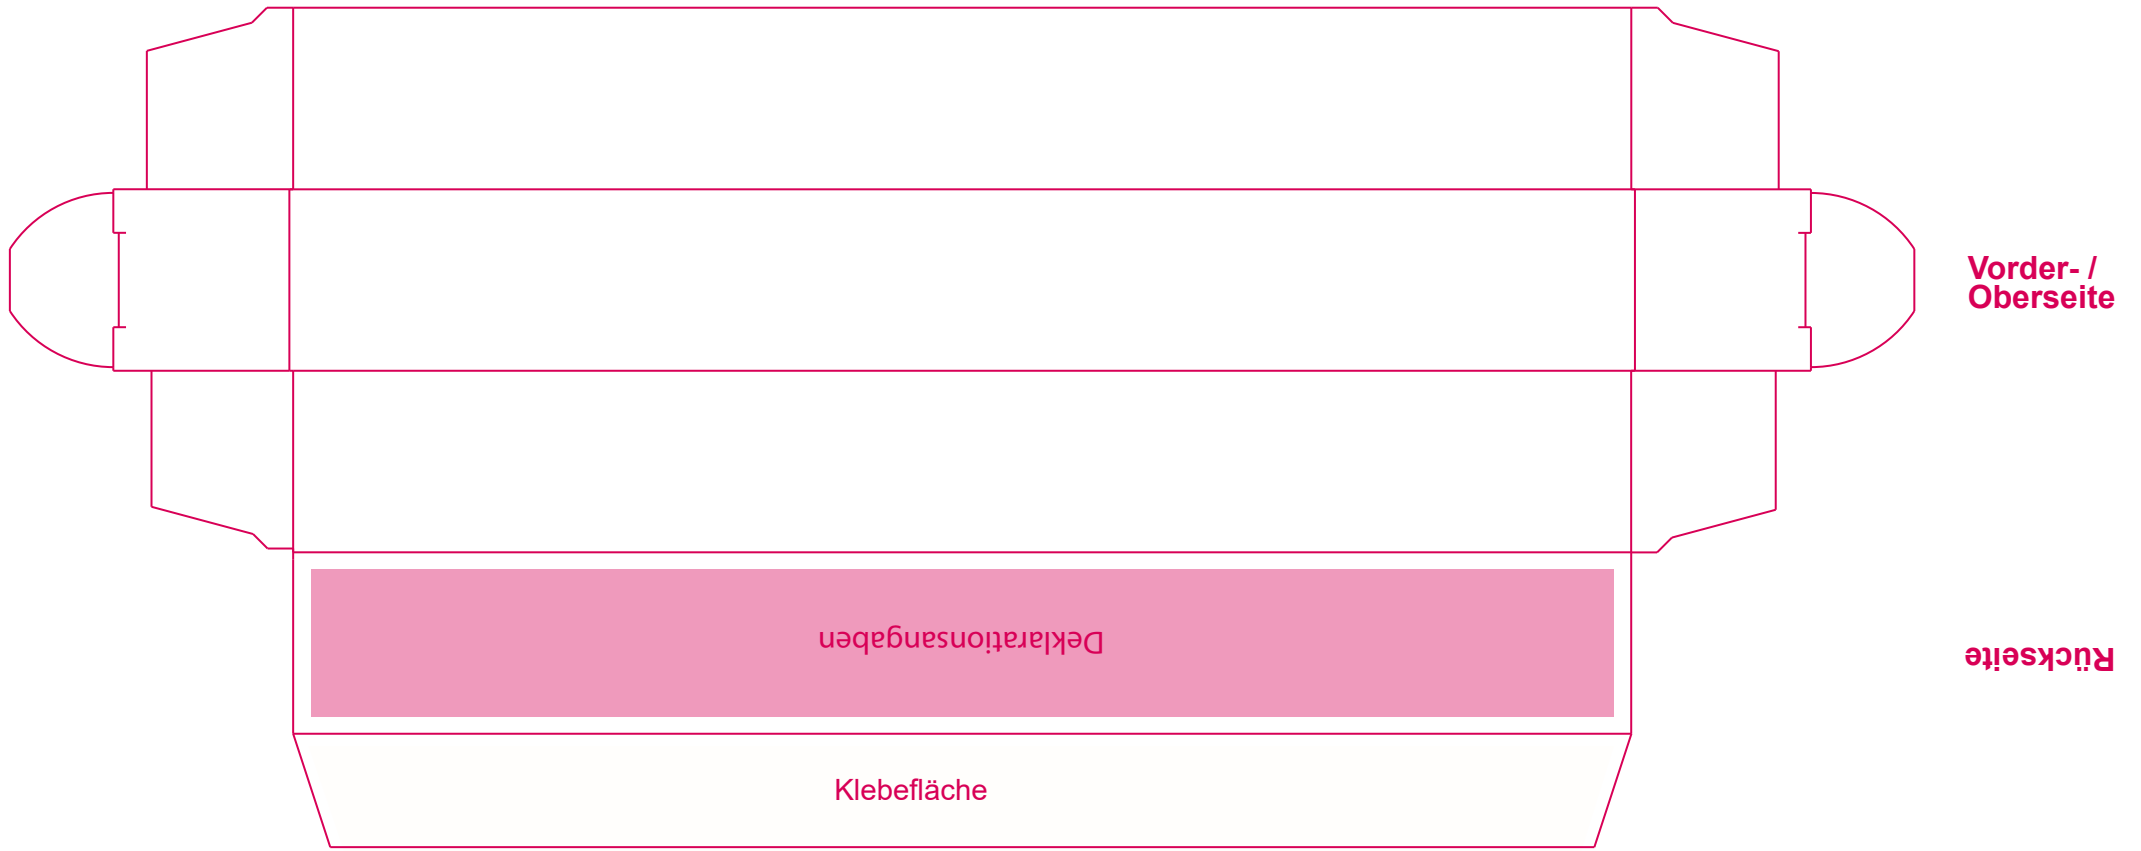 Vorder- /
Oberseite
Deklarationsangaben
Rückseite
Klebefläche